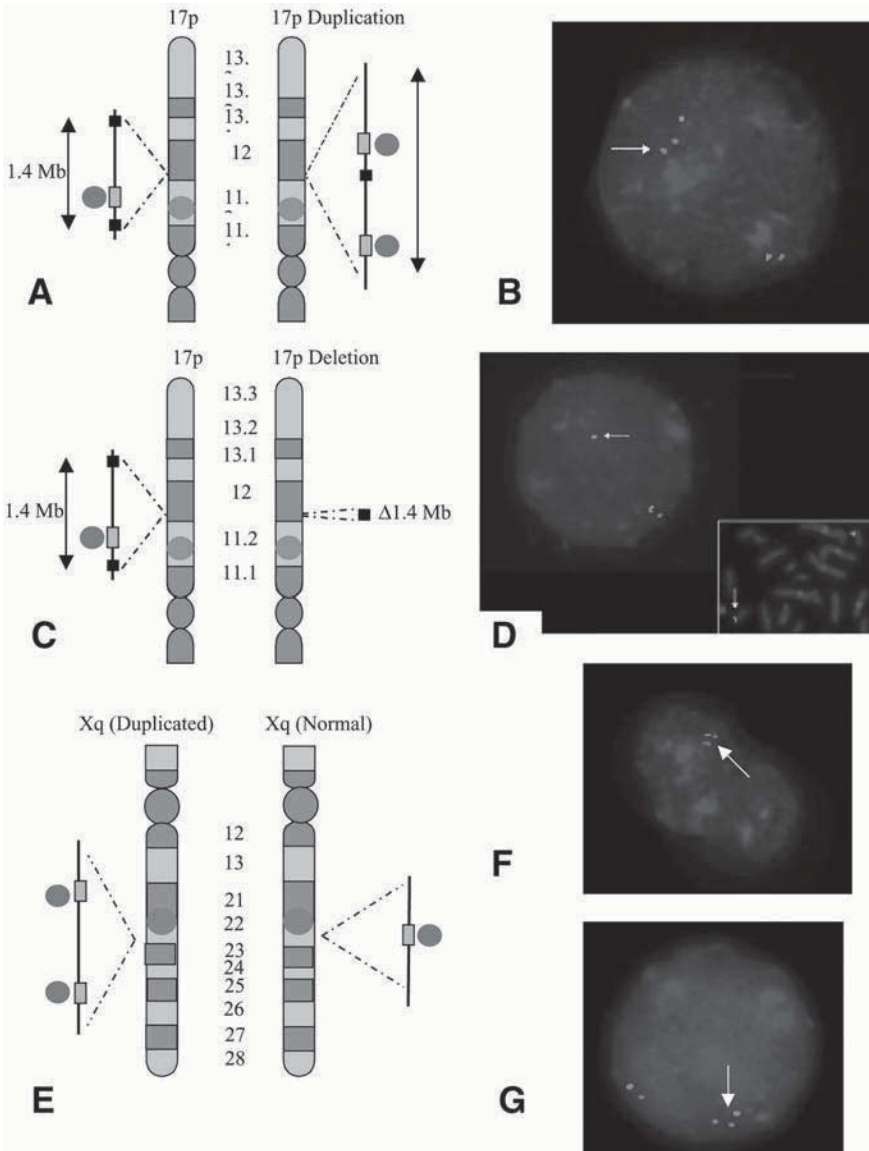 17p
17p Duplication
13.
13.
13.
12
11.
11.
1.4 Mb
A
B
17p
17p Deletion
13.3
13.2
13.1
12
11.2
11.1
1.4 Mb
Δ1.4 Mb
C
D
Xq (Duplicated)
Xq (Normal)
12
13
21
22
23
24
25
26
27
28
E
F
G